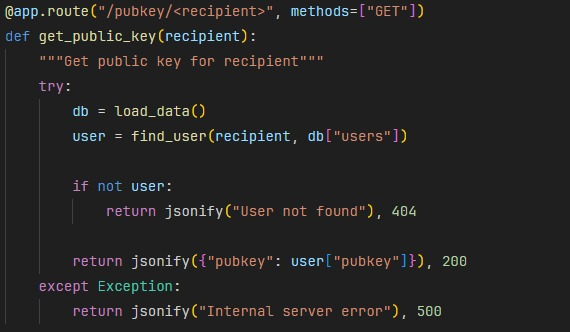 @app.route("/pubkey/<recipient>", methods=["GET"])
def get_public_key(recipient):
    """Get public key for recipient"""
    try:
        db = load_data()
        user = find_user(recipient, db["users"])

        if not user:
            return jsonify("User not found"), 404

        return jsonify({"pubkey": user["pubkey"]}), 200
    except Exception:
        return jsonify("Internal server error"), 500